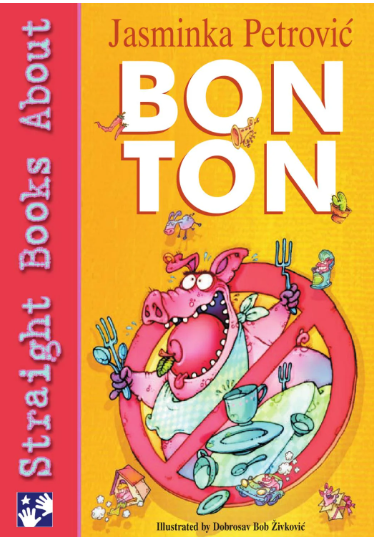 Straight Books About
Jasminka Petrović
BON
TON
Illustrated by Dobrosav Bob Živković